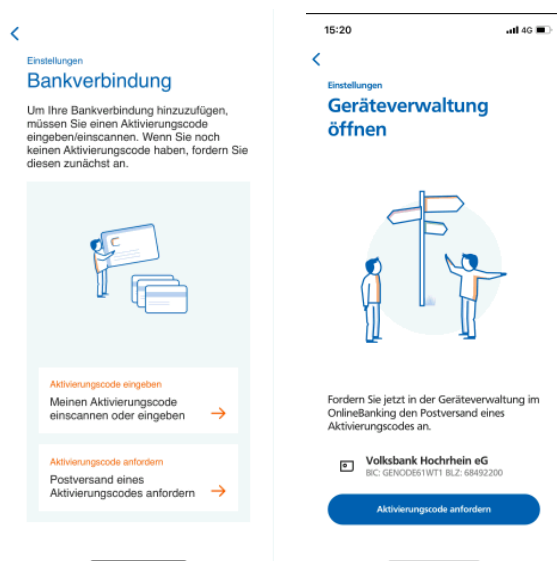 Einstellungen
Bankverbindung
Um Ihre Bankverbindung hinzuzufügen,
müssen Sie einen Aktivierungscode
eingeben/einscannen. Wenn Sie noch
keinen Aktivierungscode haben, fordern Sie
diesen zunächst an.
Aktivierungscode eingeben
Meinen Aktivierungscode
einscannen oder eingeben
Aktivierungscode anfordern
Postversand eines
Aktivierungscodes anfordern
15:20
4G
Einstellungen
Geräteverwaltung
öffnen
Fordern Sie jetzt in der Geräteverwaltung im
OnlineBanking den Postversand eines
Aktivierungscodes an.
Volksbank Hochrhein eG
BIC: GENODE61WT1 BLZ: 68492200
Aktivierungscode anfordern